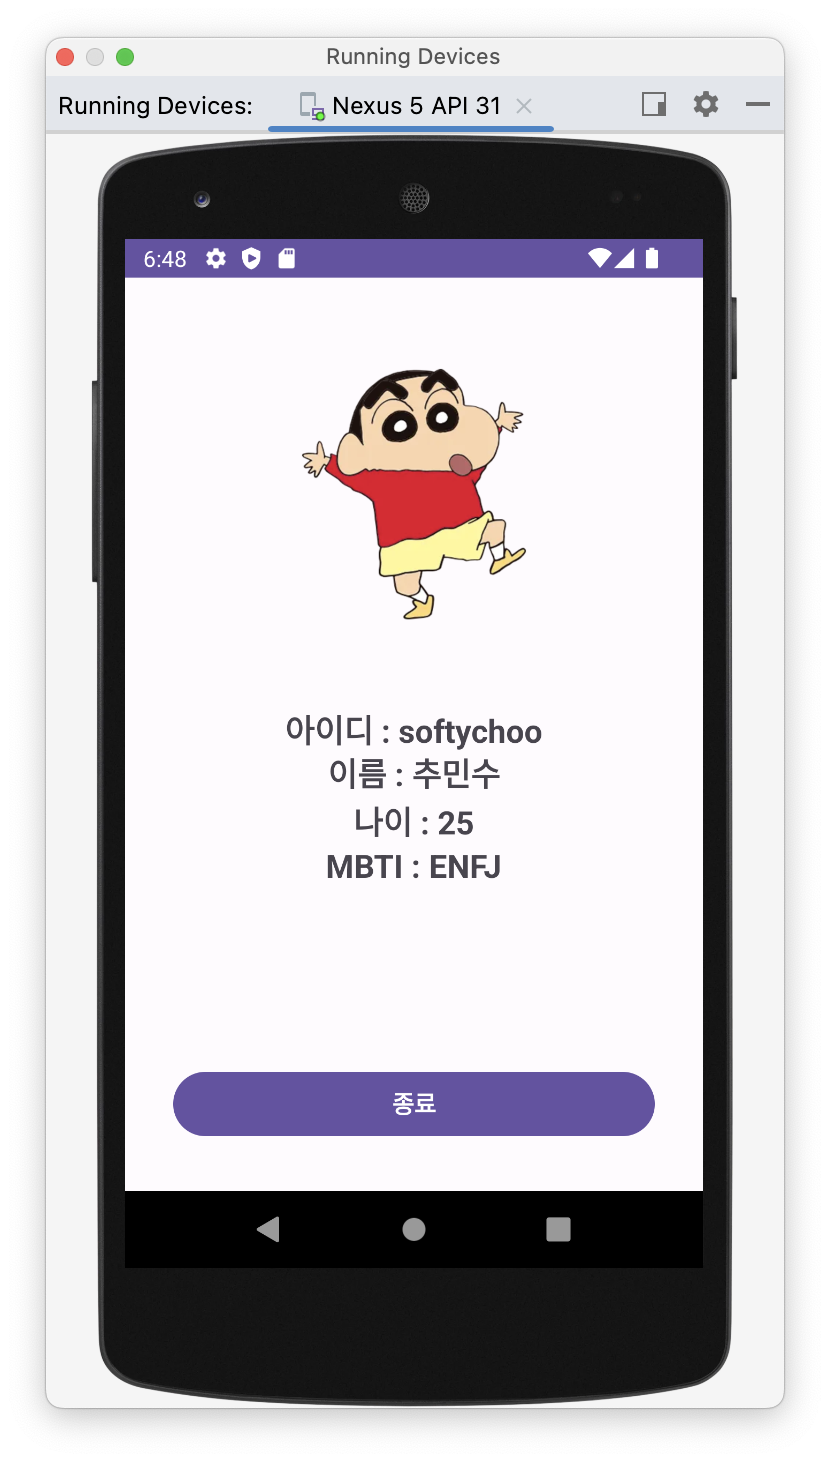 Running Devices
Running Devices:
Nexus 5 API 31
6:48
아이디 : softychoo
이름 : 추민수
나이 : 25
MBTI : ENFJ
종료